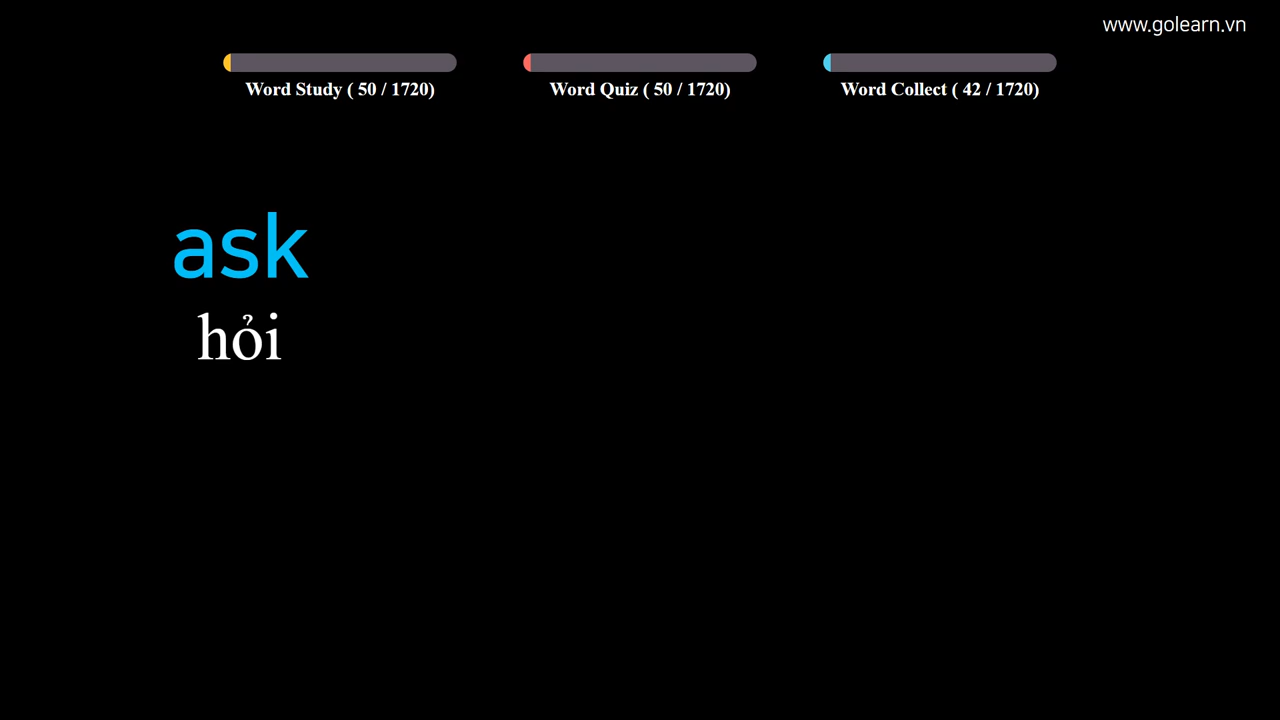 www.golearn.vn
Word Study ( 50 / 1720)
Word Quiz ( 50 / 1720)
Word Collect ( 42 / 1720)
ask
hỏi